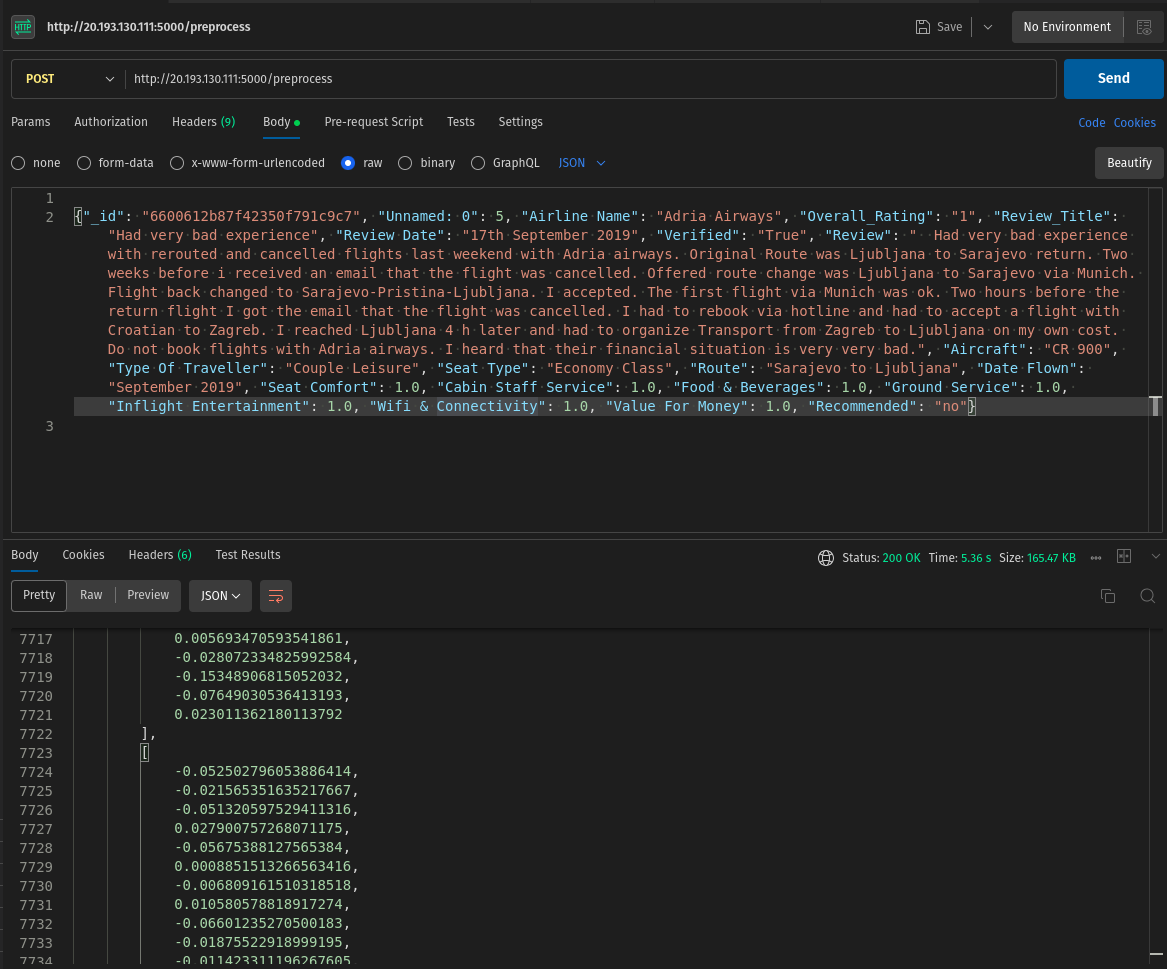 HTTP http://20.193.130.111:5000/preprocess Save No Environment
POST http://20.193.130.111:5000/preprocess Send
Params Authorization Headers (9) Body Pre-request Script Tests Settings Code Cookies
none form-data x-www-form-urlencoded raw binary GraphQL JSON Beautify
1
2 {"_id": "6600612b87f42350f791c9c7", "Unnamed: 0": 5, "Airline Name": "Adria Airways", "Overall_Rating": "1", "Review_Title":
"Had very bad experience", "Review Date": "17th September 2019", "Verified": "True", "Review": "  Had very bad experience
with rerouted and cancelled flights last weekend with Adria airways. Original Route was Ljubljana to Sarajevo return. Two
weeks before i received an email that the flight was cancelled. Offered route change was Ljubljana to Sarajevo via Munich.
Flight back changed to Sarajevo-Pristina-Ljubljana. I accepted. The first flight via Munich was ok. Two hours before the
return flight I got the email that the flight was cancelled. I had to rebook via hotline and had to accept a flight with
Croatian to Zagreb. I reached Ljubljana 4 h later and had to organize Transport from Zagreb to Ljubljana on my own cost.
Do not book flights with Adria airways. I heard that their financial situation is very very bad.", "Aircraft": "CR 900",
"Type Of Traveller": "Couple Leisure", "Seat Type": "Economy Class", "Route": "Sarajevo to Ljubljana", "Date Flown":
"September 2019", "Seat Comfort": 1.0, "Cabin Staff Service": 1.0, "Food & Beverages": 1.0, "Ground Service": 1.0,
"Inflight Entertainment": 1.0, "Wifi & Connectivity": 1.0, "Value For Money": 1.0, "Recommended": "no"}
3
Body Cookies Headers (6) Test Results Status: 200 OK Time: 5.36 s Size: 165.47 KB
Pretty Raw Preview JSON
7717 0.005693470593541861,
7718 -0.028072334825992584,
7719 -0.15348906815052032,
7720 -0.07649030536413193,
7721 0.023011362180113792
7722 ],
7723 [
7724 -0.052502796053886414,
7725 -0.021565351635217667,
7726 -0.051320597529411316,
7727 0.027900757268071175,
7728 -0.05675388127565384,
7729 0.0008851513266563416,
7730 -0.006809161510318518,
7731 0.010580578818917274,
7732 -0.06601235270500183,
7733 -0.01875522918999195,
7734 -0.011423311196267605,